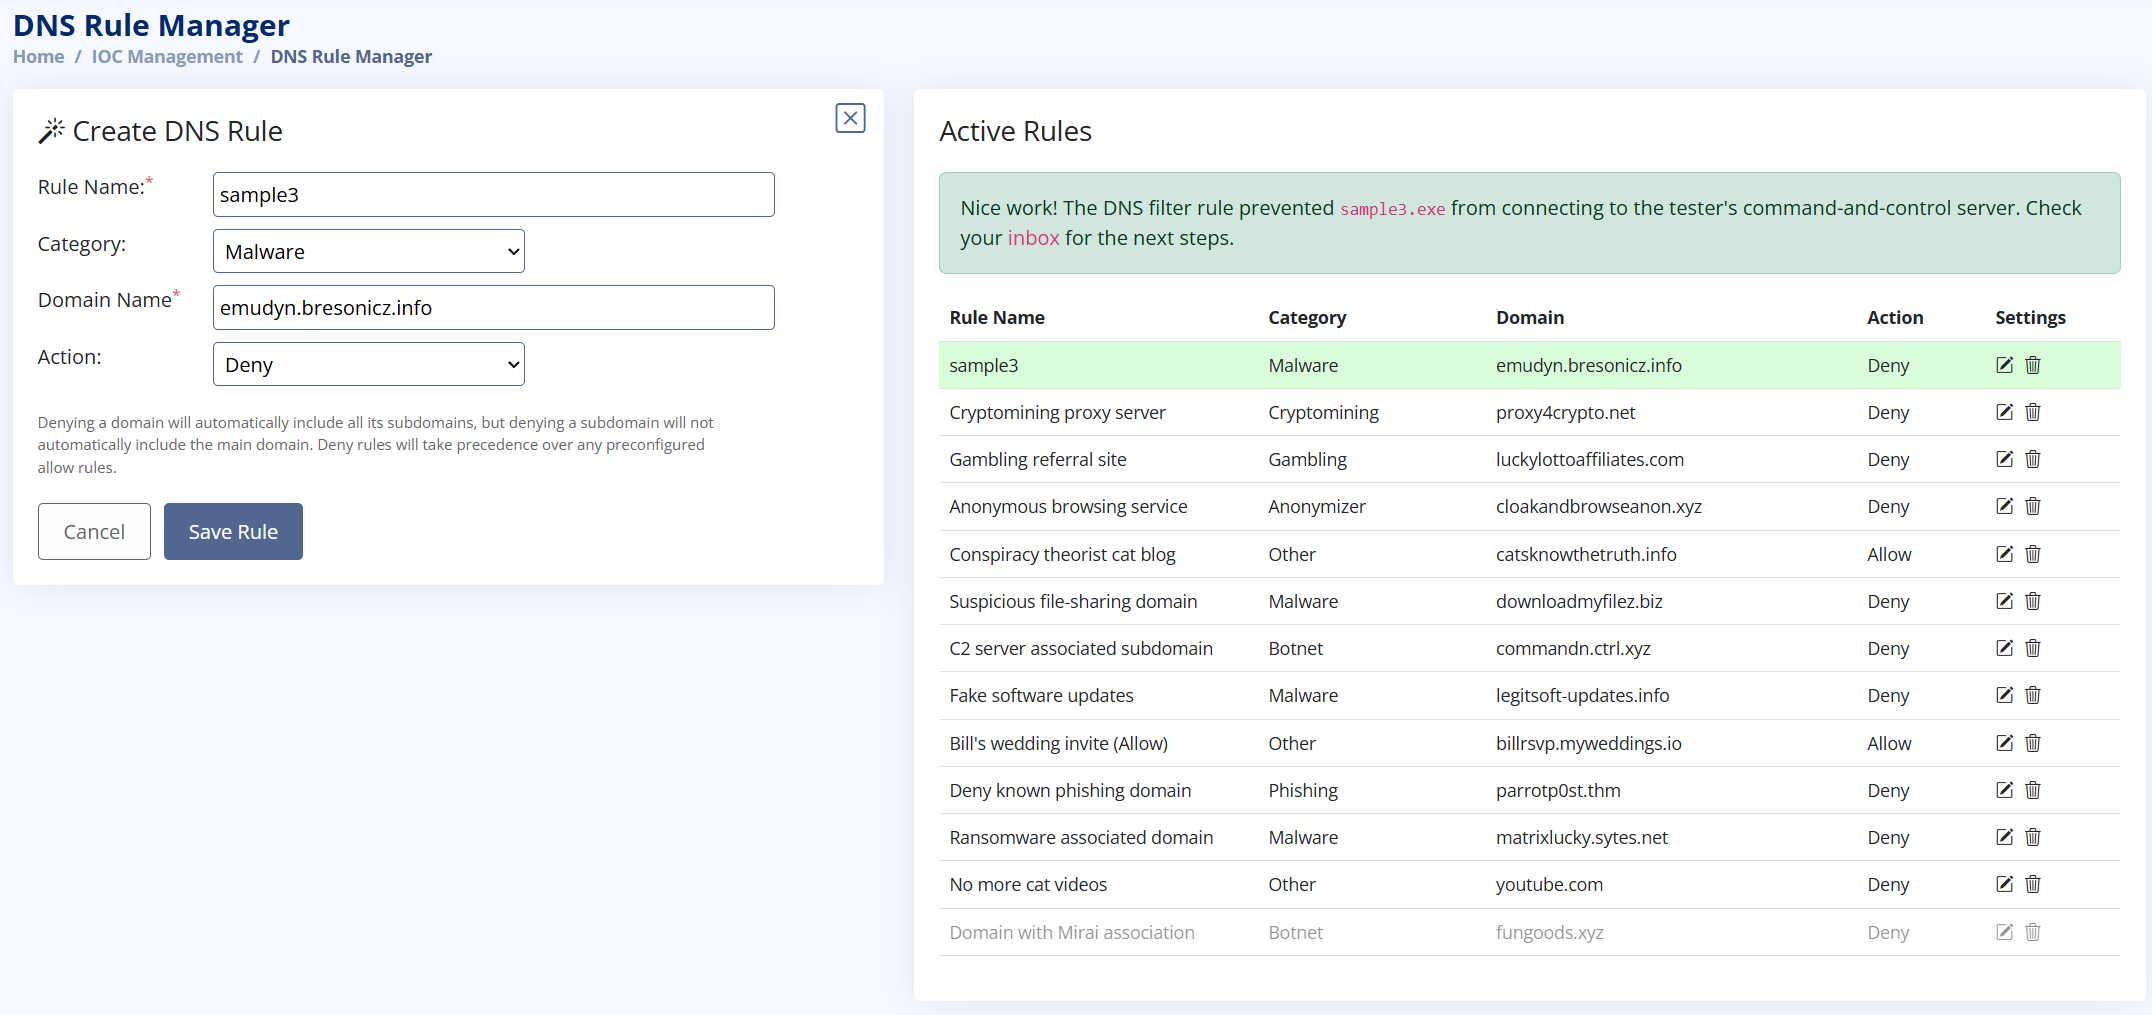 DNS Rule Manager
Home / IOC Management / DNS Rule Manager
Create DNS Rule
Rule Name:*
sample3
Category:
Malware
Domain Name*
emudyn.bresonicz.info
Action:
Deny
Denying a domain will automatically include all its subdomains, but denying a subdomain will not
automatically include the main domain. Deny rules will take precedence over any preconfigured
allow rules.
Cancel Save Rule
Active Rules
Nice work! The DNS filter rule prevented sample3.exe from connecting to the tester's command-and-control server. Check
your inbox for the next steps.
Rule Name Category Domain Action Settings
sample3 Malware emudyn.bresonicz.info Deny
Cryptomining proxy server Cryptomining proxy4crypto.net Deny
Gambling referral site Gambling luckylottoaffiliates.com Deny
Anonymous browsing service Anonymizer cloakandbrowseanon.xyz Deny
Conspiracy theorist cat blog Other catsknowthetruth.info Allow
Suspicious file-sharing domain Malware downloadmyfilez.biz Deny
C2 server associated subdomain Botnet commandn.ctrl.xyz Deny
Fake software updates Malware legitsoft-updates.info Deny
Bill's wedding invite (Allow) Other billrsvp.myweddings.io Allow
Deny known phishing domain Phishing parrotp0st.thm Deny
Ransomware associated domain Malware matrixlucky.sytes.net Deny
No more cat videos Other youtube.com Deny
Domain with Mirai association Botnet fungoods.xyz Deny